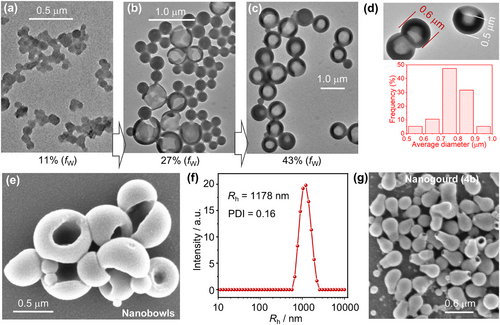 (a)
0.5 μm
11% (fW)
(b)
1.0 μm
27% (fW)
(c)
1.0 μm
43% (fW)
(d)
0.6 μm
0.5 μm
Frequency (%)
50
40
30
20
10
0
0.5 0.6 0.7 0.8 0.9 1.0
Average diameter (μm)
(e)
0.5 μm
Nanobowls
(f)
Rh = 1178 nm
PDI = 0.16
Intensity / a.u.
20
15
10
5
0
10 100 1000 10000
Rh / nm
(g)
Nanogourd (4b)
0.6 μm